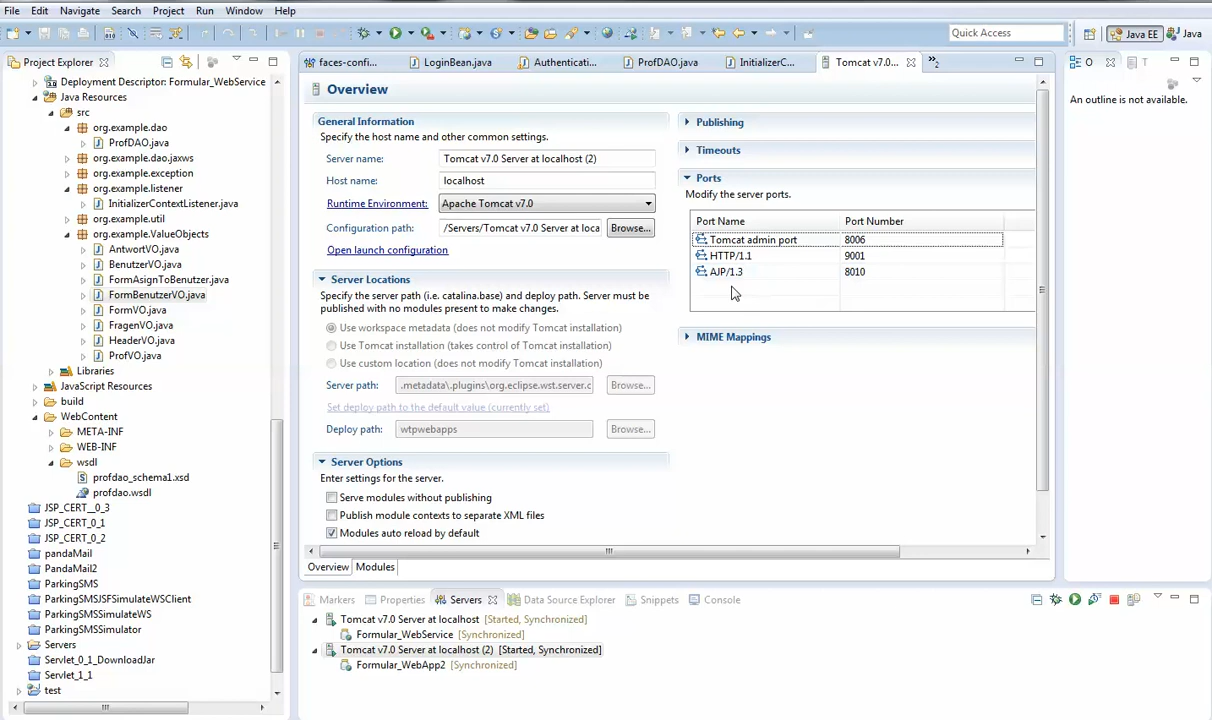 File Edit Navigate Search Project Run Window Help
Quick Access
Java EE
Java
Project Explorer
Deployment Descriptor: Formular_WebService
Java Resources
src
org.example.dao
ProfDAO.java
org.example.dao.jaxws
org.example.exception
org.example.listener
InitializerContextListener.java
org.example.util
org.example.ValueObjects
AntwortVO.java
BenutzerVO.java
FormAsignToBenutzer.java
FormBenutzerVO.java
FormVO.java
FragenVO.java
HeaderVO.java
ProfVO.java
Libraries
JavaScript Resources
build
WebContent
META-INF
WEB-INF
wsdl
profdao_schema1.xsd
profdao.wsdl
JSP_CERT__0_3
JSP_CERT_0_1
JSP_CERT_0_2
pandaMail
PandaMail2
ParkingSMS
ParkingSMSJSFSimulateWSClient
ParkingSMSSimulateWS
ParkingSMSSimulator
Servers
Servlet_0_1_DownloadJar
Servlet_1_1
test
faces-confi...
LoginBean.java
Authenticati...
ProfDAO.java
InitializerC...
Tomcat v7.0...
»2
Overview
General Information
Specify the host name and other common settings.
Server name: Tomcat v7.0 Server at localhost (2)
Host name: localhost
Runtime Environment: Apache Tomcat v7.0
Configuration path: /Servers/Tomcat v7.0 Server at loca Browse...
Open launch configuration
Server Locations
Specify the server path (i.e. catalina.base) and deploy path. Server must be
published with no modules present to make changes.
Use workspace metadata (does not modify Tomcat installation)
Use Tomcat installation (takes control of Tomcat installation)
Use custom location (does not modify Tomcat installation)
Server path: .metadata\.plugins\org.eclipse.wst.server.c Browse...
Set deploy path to the default value (currently set)
Deploy path: wtpwebapps Browse...
Server Options
Enter settings for the server.
Serve modules without publishing
Publish module contexts to separate XML files
Modules auto reload by default
Publishing
Timeouts
Ports
Modify the server ports.
Port Name Port Number
Tomcat admin port 8006
HTTP/1.1 9001
AJP/1.3 8010
MIME Mappings
Overview Modules
O
T
An outline is not available.
Markers Properties Servers Data Source Explorer Snippets Console
Tomcat v7.0 Server at localhost [Started, Synchronized]
Formular_WebService [Synchronized]
Tomcat v7.0 Server at localhost (2) [Started, Synchronized]
Formular_WebApp2 [Synchronized]